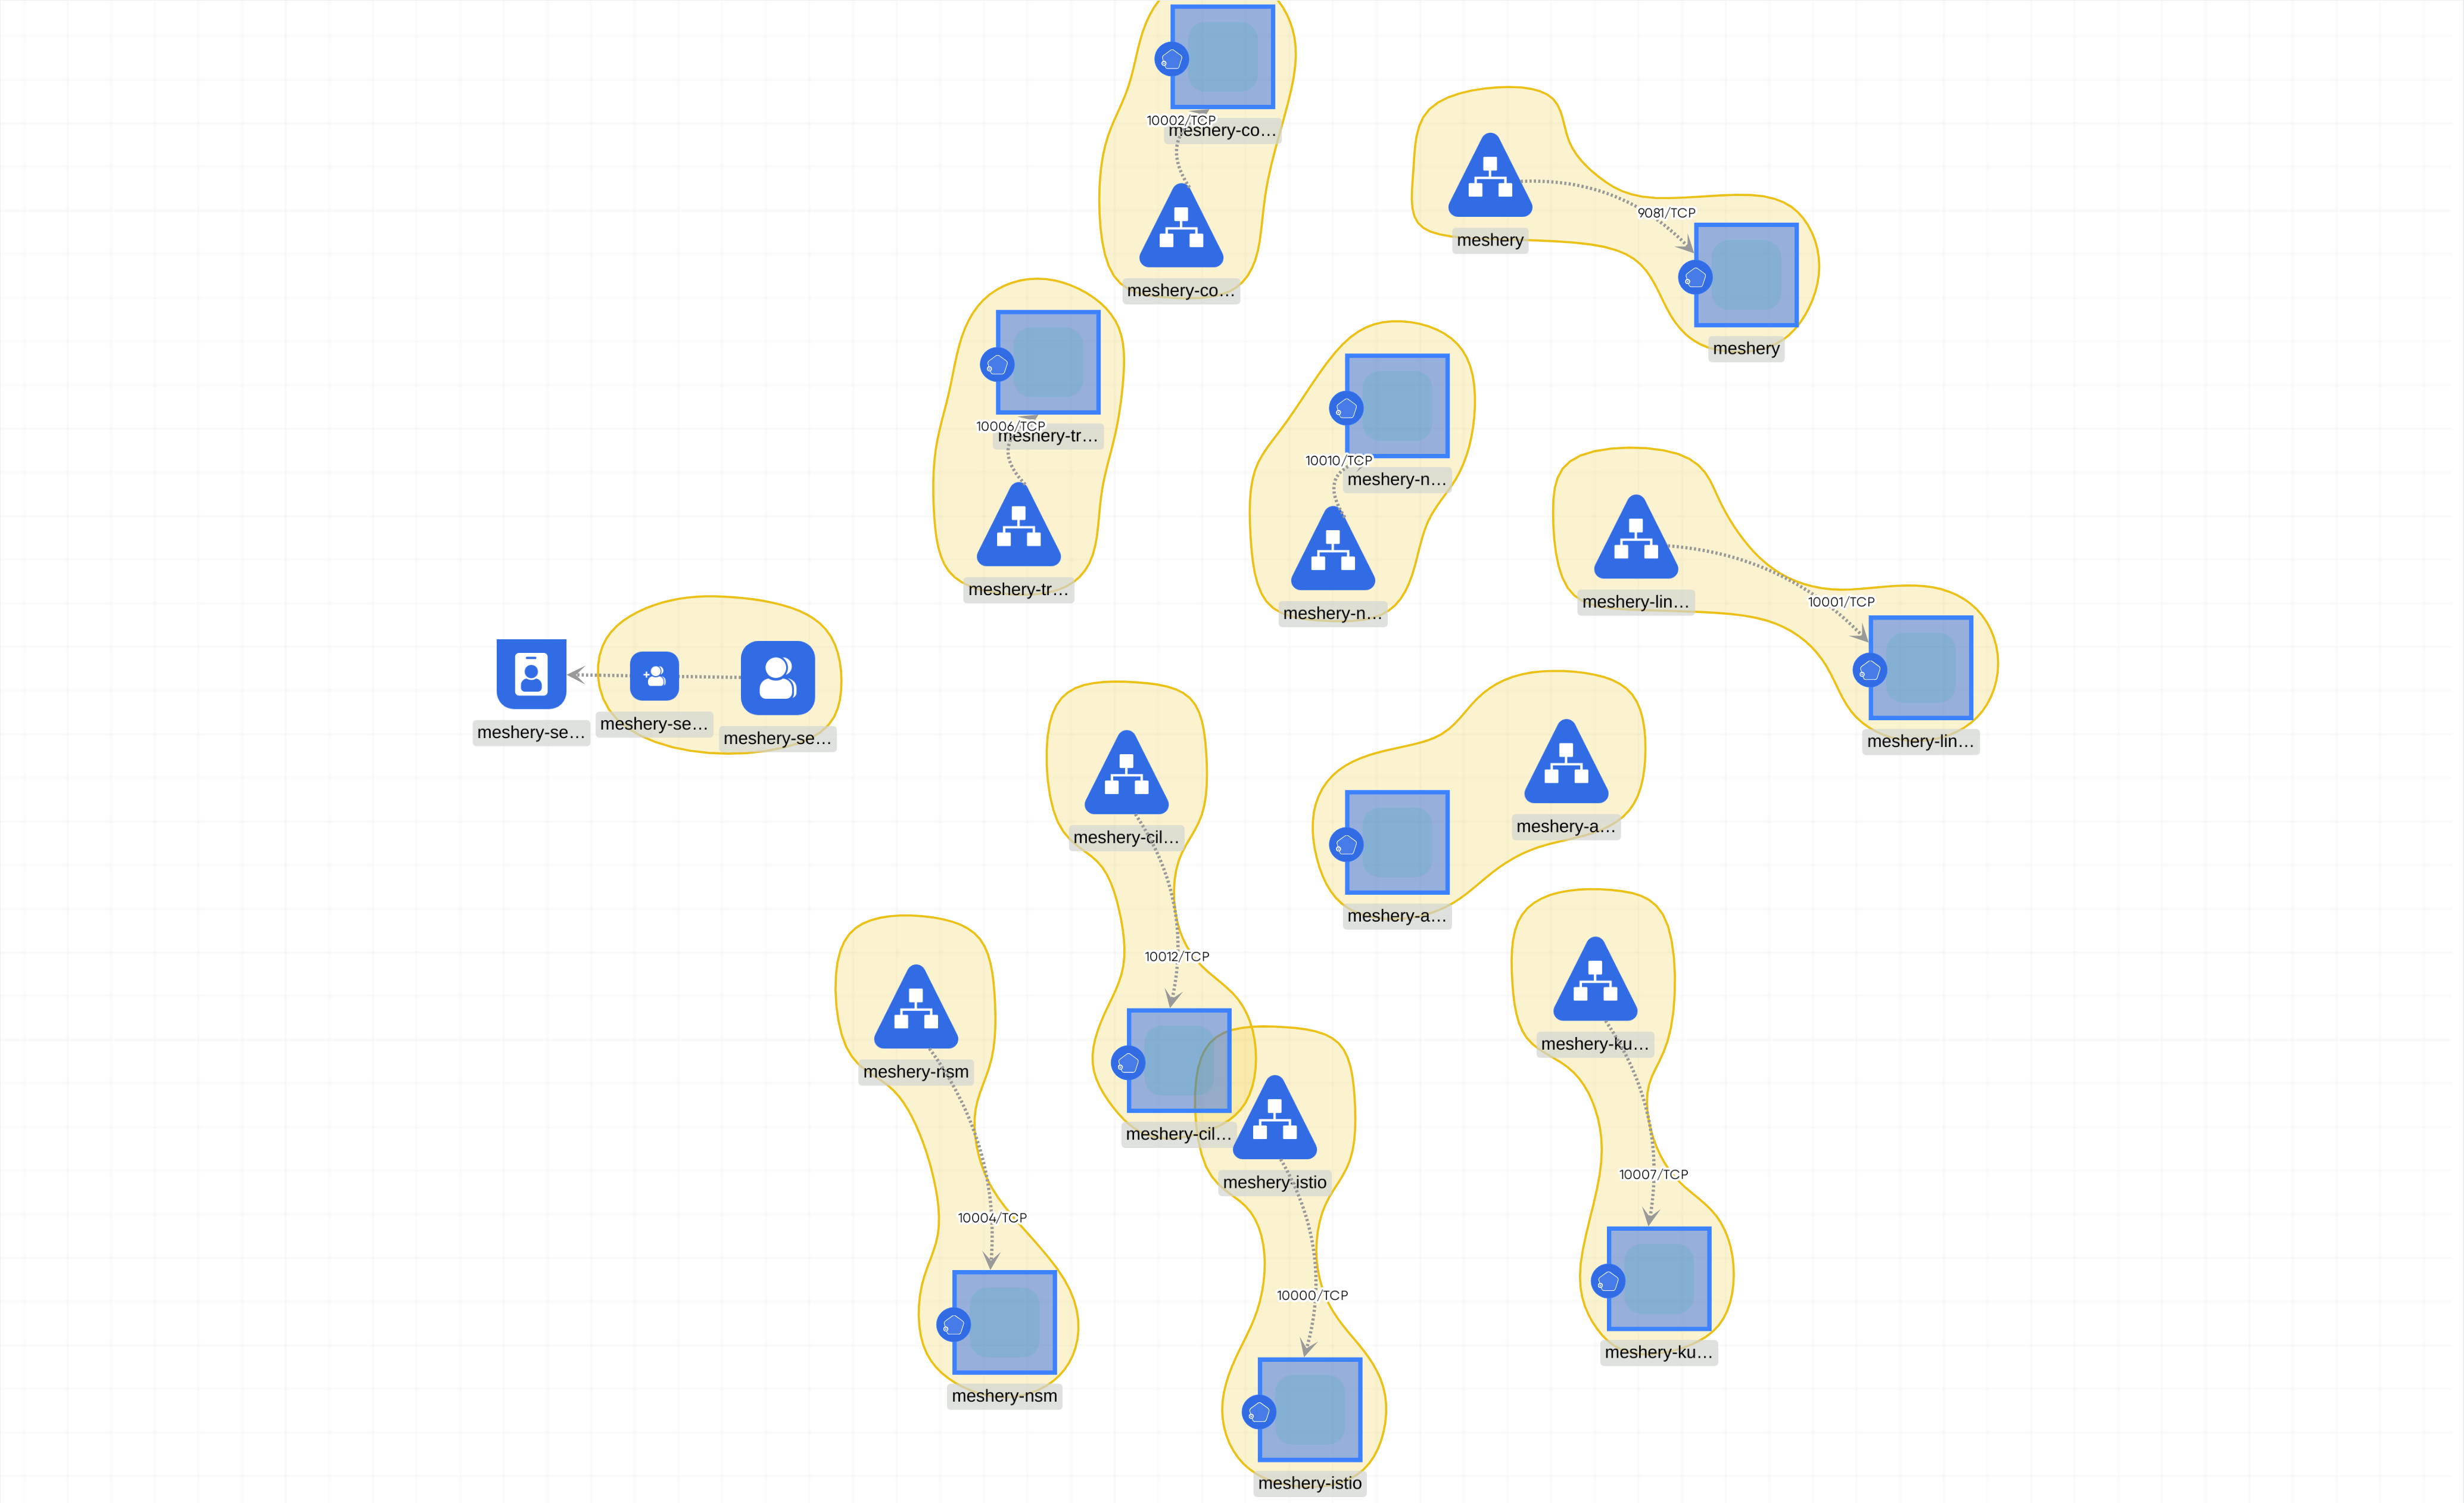 10002/TCP
meshery-co…
meshery-co…
meshery
9081/TCP
meshery
10006/TCP
meshery-tr…
meshery-tr…
10010/TCP
meshery-n…
meshery-n…
meshery-lin…
10001/TCP
meshery-lin…
meshery-se…
meshery-se…
meshery-se…
meshery-cil…
10012/TCP
meshery-cil…
meshery-a…
meshery-a…
meshery-nsm
10004/TCP
meshery-nsm
meshery-istio
10000/TCP
meshery-istio
meshery-ku…
10007/TCP
meshery-ku…